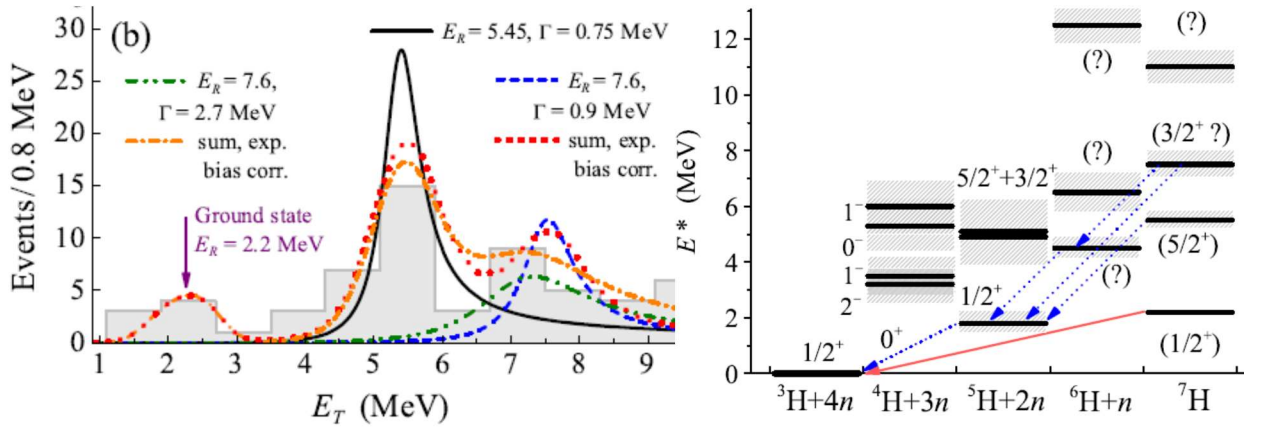 (b)
E_R = 5.45, Γ = 0.75 MeV
E_R = 7.6,
Γ = 2.7 MeV
sum, exp.
bias corr.
E_R = 7.6,
Γ = 0.9 MeV
sum, exp.
bias corr.
Ground state
E_R = 2.2 MeV
Events/ 0.8 MeV
30
25
20
15
10
5
0
1 2 3 4 5 6 7 8 9
E_T (MeV)
E* (MeV)
12
10
8
6
4
2
0
1/2⁺
0⁺
1⁻
0⁻
1⁻
2⁻
5/2⁺+3/2⁺
1/2⁺
(?)
(?)
(?)
(?)
(3/2⁺ ?)
(5/2⁺)
(1/2⁺)
³H+4n ⁴H+3n ⁵H+2n ⁶H+n ⁷H